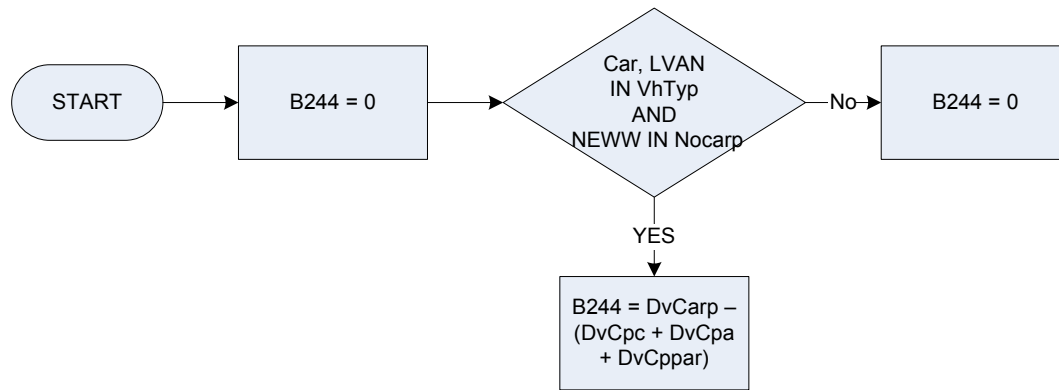 START
B244 = 0
Car, LVAN
IN VhTyp
AND
NEWW IN Nocarp
No
B244 = 0
YES
B244 = DvCarp –
(DvCpc + DvCpa
+ DvCppar)